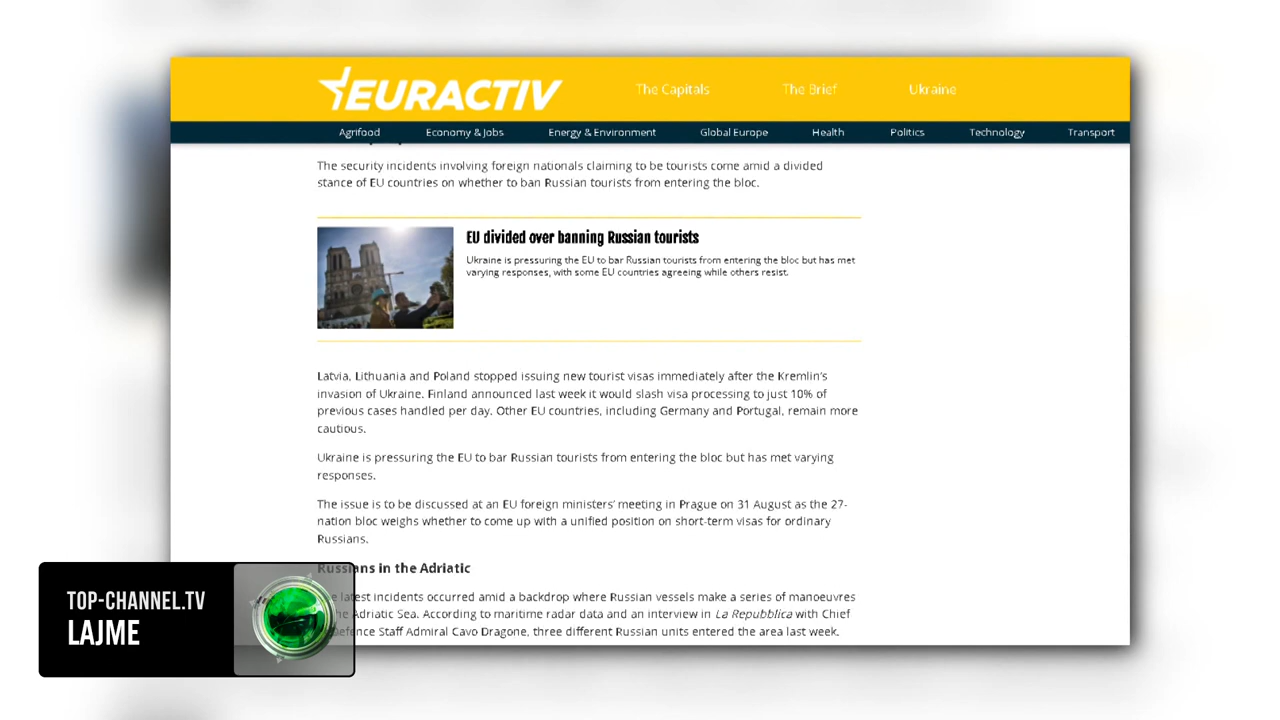 EURACTIV
The Capitals
The Brief
Ukraine
Agrifood
Economy & Jobs
Energy & Environment
Global Europe
Health
Politics
Technology
Transport
The security incidents involving foreign nationals claiming to be tourists come amid a divided
stance of EU countries on whether to ban Russian tourists from entering the bloc.
EU divided over banning Russian tourists
Ukraine is pressuring the EU to bar Russian tourists from entering the bloc but has met
varying responses, with some EU countries agreeing while others resist.
Latvia, Lithuania and Poland stopped issuing new tourist visas immediately after the Kremlin's
invasion of Ukraine. Finland announced last week it would slash visa processing to just 10% of
previous cases handled per day. Other EU countries, including Germany and Portugal, remain more
cautious.
Ukraine is pressuring the EU to bar Russian tourists from entering the bloc but has met varying
responses.
The issue is to be discussed at an EU foreign ministers' meeting in Prague on 31 August as the 27-
nation bloc weighs whether to come up with a unified position on short-term visas for ordinary
Russians.
Russians in the Adriatic
latest incidents occurred amid a backdrop where Russian vessels make a series of manoeuvres
Adriatic Sea. According to maritime radar data and an interview in La Repubblica with Chief
Staff Admiral Cavo Dragone, three different Russian units entered the area last week.
TOP-CHANNEL.TV
LAJME